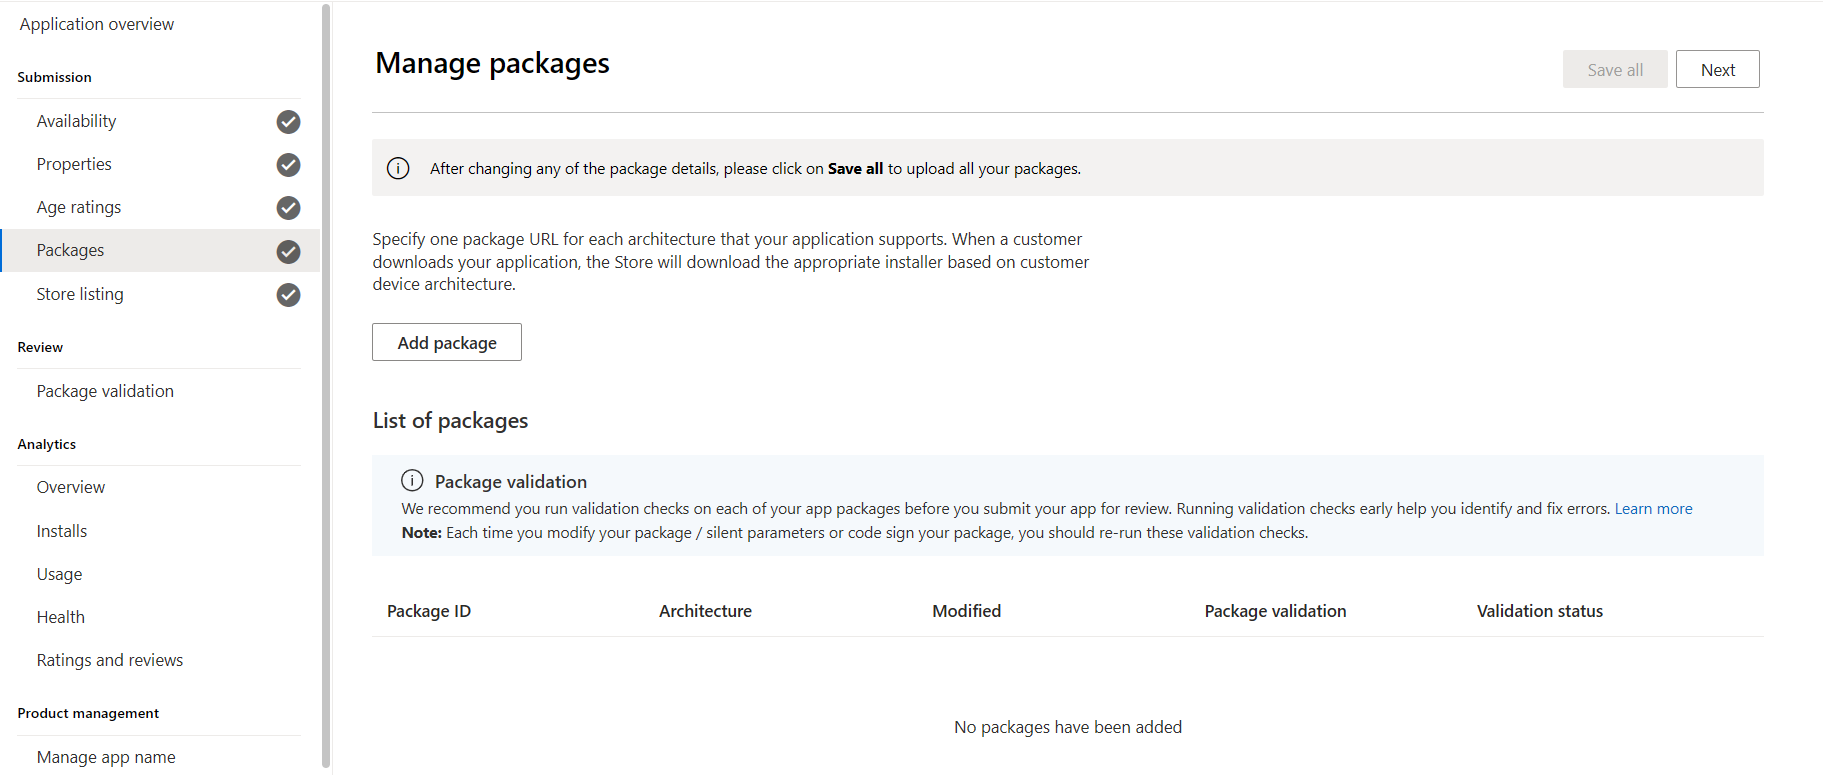 Application overview
Submission
Availability
Properties
Age ratings
Packages
Store listing
Review
Package validation
Analytics
Overview
Installs
Usage
Health
Ratings and reviews
Product management
Manage app name
Manage packages
Save all
Next
After changing any of the package details, please click on Save all to upload all your packages.
Specify one package URL for each architecture that your application supports. When a customer
downloads your application, the Store will download the appropriate installer based on customer
device architecture.
Add package
List of packages
Package validation
We recommend you run validation checks on each of your app packages before you submit your app for review. Running validation checks early help you identify and fix errors. Learn more
Note: Each time you modify your package / silent parameters or code sign your package, you should re-run these validation checks.
Package ID Architecture Modified Package validation Validation status
No packages have been added